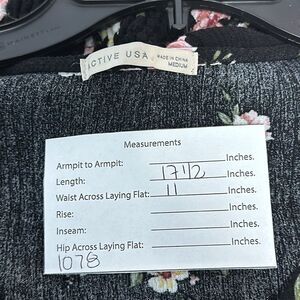 ACTIVE USA
MADE IN CHINA
MEDIUM
Measurements
Armpit to Armpit: Inches.
Length: 17 1/2 Inches.
Waist Across Laying Flat: 11 Inches.
Rise: Inches.
Inseam: Inches.
Hip Across Laying Flat: Inches.
1078